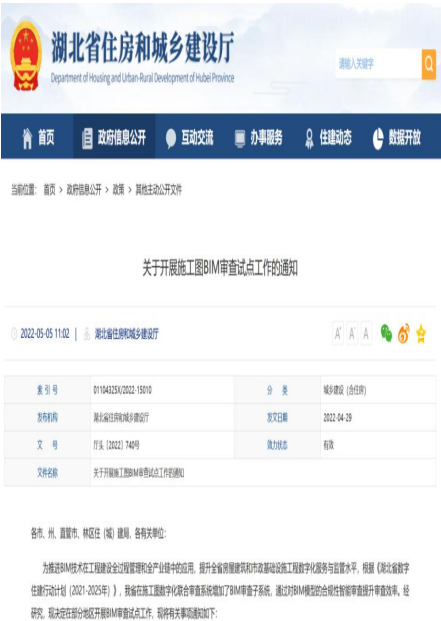 湖北省住房和城乡建设厅
Department of Housing and Urban-Rural Development of Hubei Province
请输入关键字
首页 政府信息公开 互动交流 办事服务 住建动态 数据开放
当前位置: 首页 > 政府信息公开 > 政策 > 其他主动公开文件
关于开展施工图BIM审查试点工作的通知
2022-05-05 11:02 | 湖北省住房和城乡建设厅
A+ A- A
索 引 号 01104325X/2022-15010 分 类 城乡建设 (含住房)
发布机构 湖北省住房和城乡建设厅 发文日期 2022-04-29
文 号 厅头〔2022〕740号 效力状态 有效
文件名称 关于开展施工图BIM审查试点工作的通知
各市、州、直管市、林区住 (城) 建局、各有关单位:
为推进BIM技术在工程建设全过程管理和全产业链中的应用, 提升全省房屋建筑和市政基础设施工程数字化服务与监管水平, 根据《湖北省数字
住建行动计划 (2021-2025年) 》, 我省在施工图数字化联合审查系统增加了BIM审查子系统, 通过对BIM模型的合规性智能审查提升审查效率。经
研究, 现决定在部分地区开展BIM审查试点工作, 现将有关事项通知如下: